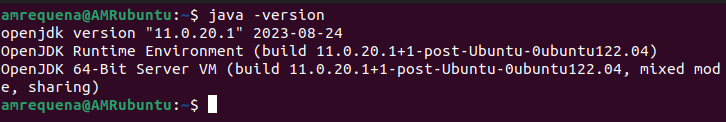 amrequena@AMRubuntu:~$ java -version
openjdk version "11.0.20.1" 2023-08-24
OpenJDK Runtime Environment (build 11.0.20.1+1-post-Ubuntu-0ubuntu122.04)
OpenJDK 64-Bit Server VM (build 11.0.20.1+1-post-Ubuntu-0ubuntu122.04, mixed mod
e, sharing)
amrequena@AMRubuntu:~$